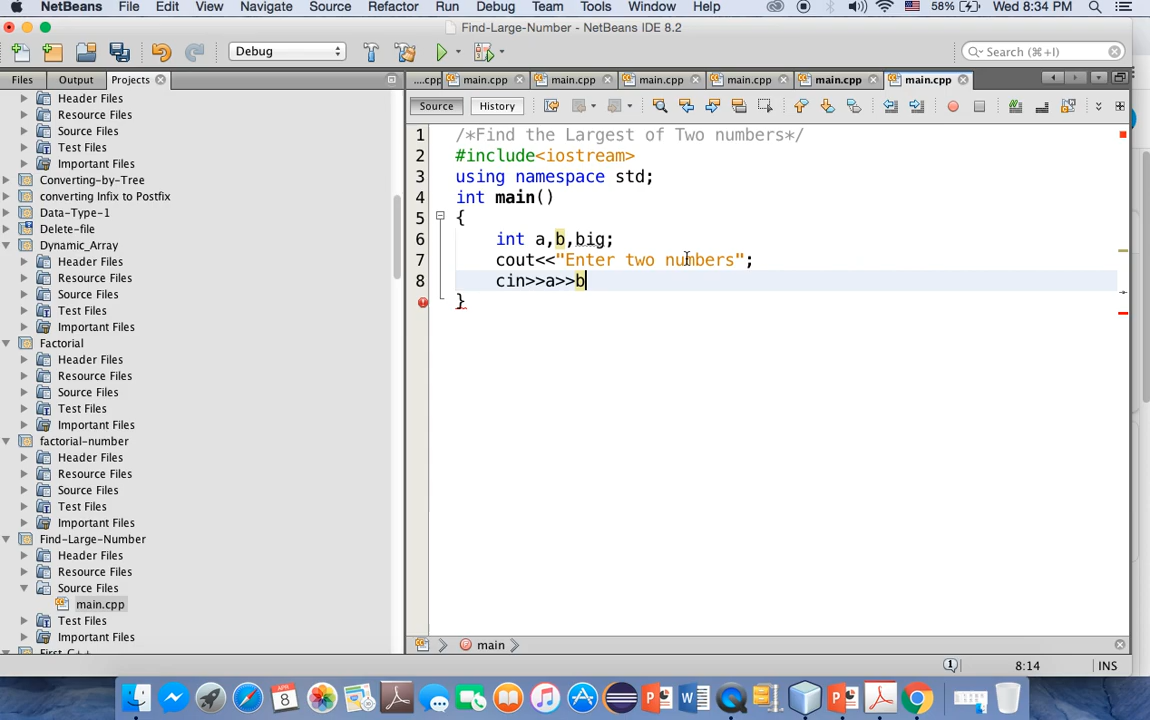 NetBeans File Edit View Navigate Source Refactor Run Debug Team Tools Window Help 58% Wed 8:34 PM
Find-Large-Number - NetBeans IDE 8.2
Debug
Search (⌘+I)
Files Output Projects
...cpp main.cpp main.cpp main.cpp main.cpp main.cpp main.cpp
Source History
Header Files
Resource Files
Source Files
Test Files
Important Files
Converting-by-Tree
converting Infix to Postfix
Data-Type-1
Delete-file
Dynamic_Array
Header Files
Resource Files
Source Files
Test Files
Important Files
Factorial
Header Files
Resource Files
Source Files
Test Files
Important Files
factorial-number
Header Files
Resource Files
Source Files
Test Files
Important Files
Find-Large-Number
Header Files
Resource Files
Source Files
main.cpp
Test Files
Important Files
First C++
1 /*Find the Largest of Two numbers*/
2 #include<iostream>
3 using namespace std;
4 int main()
5 {
6 int a,b,big;
7 cout<<"Enter two numbers";
8 cin>>a>>b
}
main
1 8:14 INS
APR
8